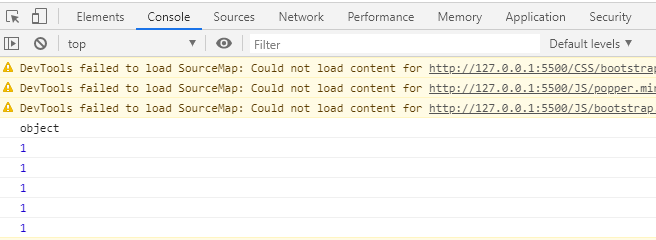 Elements Console Sources Network Performance Memory Application Security
top Filter Default levels
DevTools failed to load SourceMap: Could not load content for http://127.0.0.1:5500/CSS/bootstrap
DevTools failed to load SourceMap: Could not load content for http://127.0.0.1:5500/JS/popper.min
DevTools failed to load SourceMap: Could not load content for http://127.0.0.1:5500/JS/bootstrap.
object
1
1
1
1
1